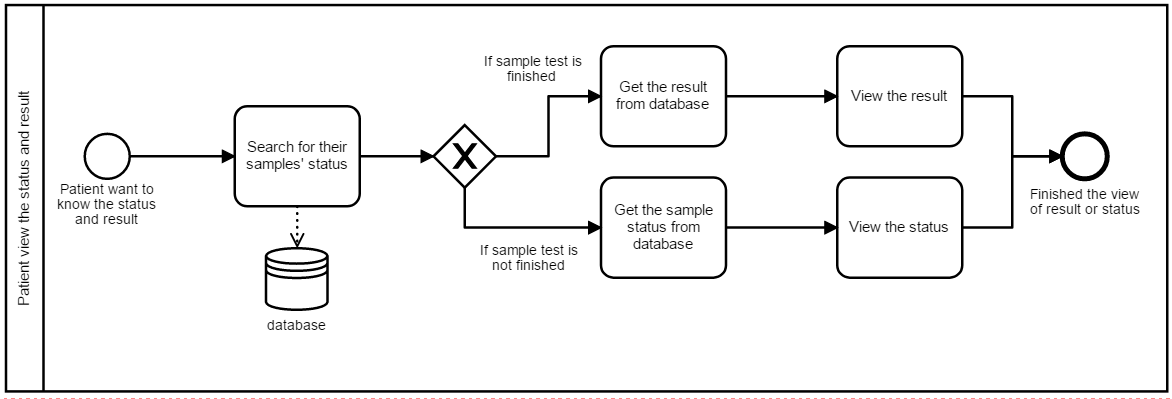 Patient view the status and result
Patient want to
know the status
and result
Search for their
samples' status
database
X
If sample test is
finished
If sample test is
not finished
Get the result
from database
View the result
Get the sample
status from
database
View the status
Finished the view
of result or status